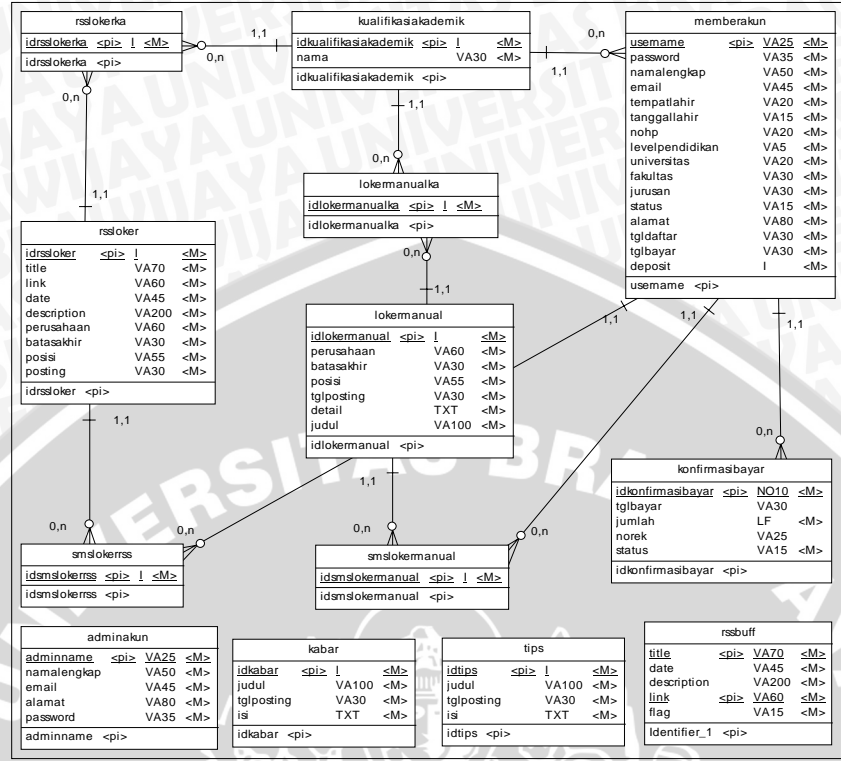 rsslokerka
idrsslokerka <pi> I <M>
idrsslokerka <pi>
kualifikasiakademik
idkualifikasiakademik <pi> I <M>
nama VA30 <M>
idkualifikasiakademik <pi>
memberakun
username <pi> VA25 <M>
password VA35 <M>
namalengkap VA50 <M>
email VA45 <M>
tempatlahir VA20 <M>
tanggallahir VA15 <M>
nohp VA20 <M>
levelpendidikan VA5 <M>
universitas VA20 <M>
fakultas VA30 <M>
jurusan VA30 <M>
status VA15 <M>
alamat VA80 <M>
tgldaftar VA30 <M>
tglbayar VA30 <M>
deposit I <M>
username <pi>
0,n
1,1
1,1
0,n
0,n
1,1
1,1
0,n
lokermanualka
idlokermanualka <pi> I <M>
idlokermanualka <pi>
0,n
1,1
rssloker
idrssloker <pi> I <M>
title VA70 <M>
link VA60 <M>
date VA45 <M>
description VA200 <M>
perusahaan VA60 <M>
batasakhir VA30 <M>
posisi VA55 <M>
posting VA30 <M>
idrssloker <pi>
lokermanual
idlokermanual <pi> I <M>
perusahaan VA60 <M>
batasakhir VA30 <M>
posisi VA55 <M>
tglposting VA30 <M>
detail TXT <M>
judul VA100 <M>
idlokermanual <pi>
1,1
1,1
1,1
1,1
1,1
0,n
0,n
0,n
0,n
0,n
konfirmasibayar
idkonfirmasibayar <pi> NO10 <M>
tglbayar VA30
jumlah LF <M>
norek VA25
status VA15 <M>
idkonfirmasibayar <pi>
smslokerrss
idsmslokerrss <pi> I <M>
idsmslokerrss <pi>
smslokermanual
idsmslokermanual <pi> I <M>
idsmslokermanual <pi>
adminakun
adminname <pi> VA25 <M>
namalengkap VA50 <M>
email VA45 <M>
alamat VA80 <M>
password VA35 <M>
adminname <pi>
kabar
idkabar <pi> I <M>
judul VA100 <M>
tglposting VA30 <M>
isi TXT <M>
idkabar <pi>
tips
idtips <pi> I <M>
judul VA100 <M>
tglposting VA30 <M>
isi TXT <M>
idtips <pi>
rssbuff
title <pi> VA70 <M>
date VA45 <M>
description VA200 <M>
link <pi> VA60 <M>
flag VA15 <M>
Identifier_1 <pi>